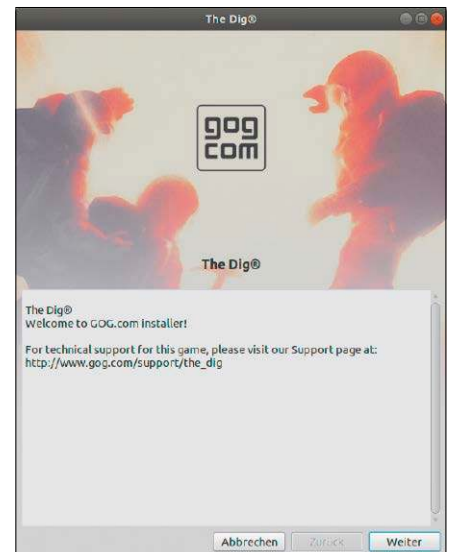 The Dig®
gog
com
The Dig®
The Dig®
Welcome to GOG.com installer!
For technical support for this game, please visit our Support page at:
http://www.gog.com/support/the_dig
Abbrechen Zurück Weiter